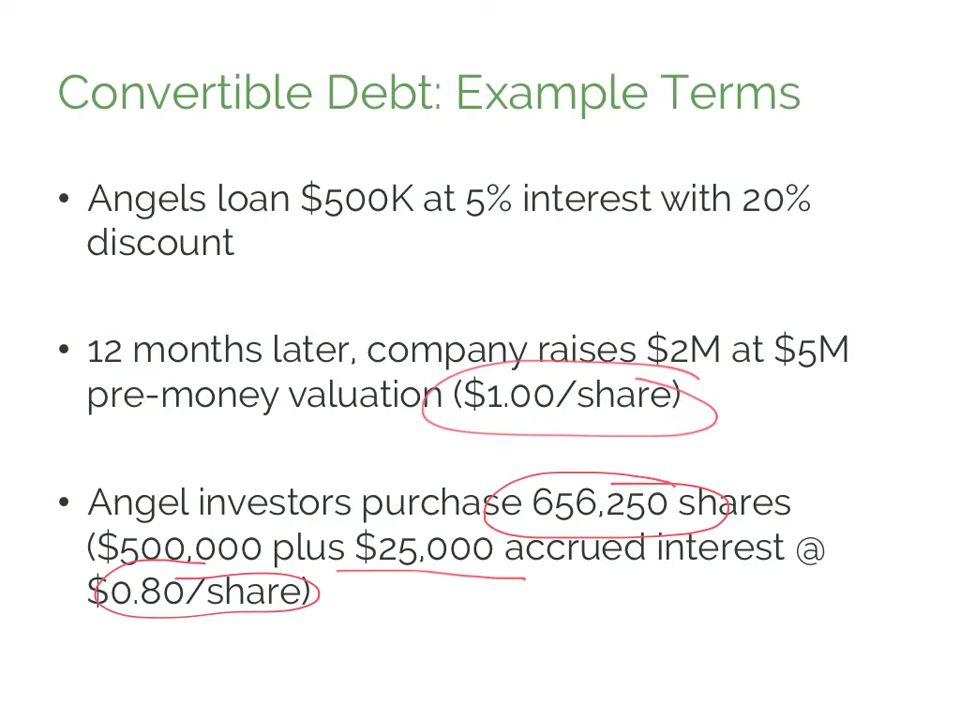 Convertible Debt: Example Terms
• Angels loan $500K at 5% interest with 20%
discount
• 12 months later, company raises $2M at $5M
pre-money valuation ($1.00/share)
• Angel investors purchase 656,250 shares
($500,000 plus $25,000 accrued interest @
$0.80/share)